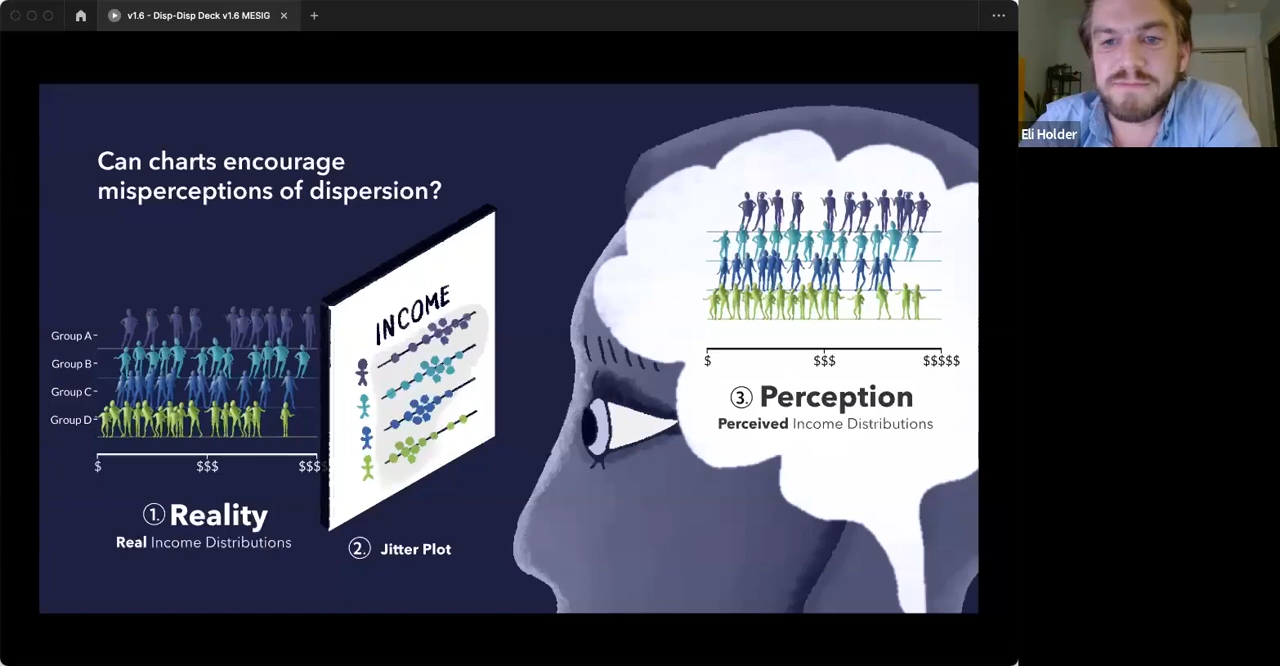 v1.6 - Disp-Disp Deck v1.6 MESIG
Eli Holder
Can charts encourage
misperceptions of dispersion?
INCOME
Group A
Group B
Group C
Group D
$ $$$ $$$$
① Reality
Real Income Distributions
② Jitter Plot
$ $$$ $$$$$
③ Perception
Perceived Income Distributions